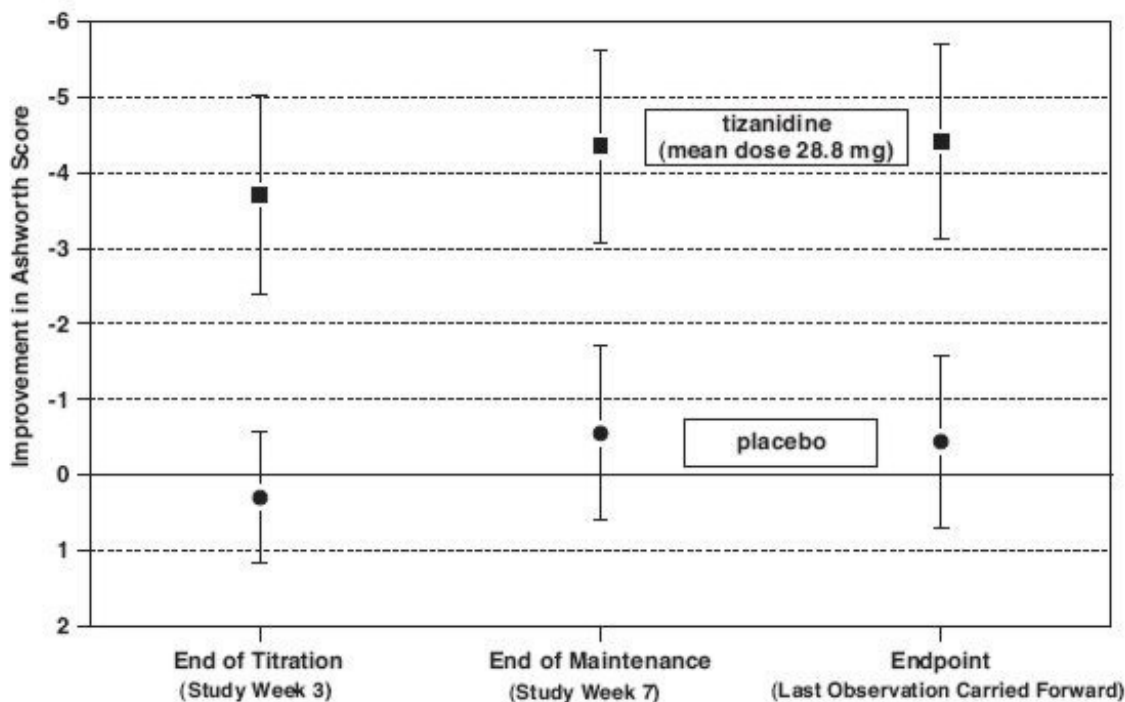 Improvement in Ashworth Score
-6
-5
-4
-3
-2
-1
0
1
2
tizanidine
(mean dose 28.8 mg)
placebo
End of Titration
(Study Week 3)
End of Maintenance
(Study Week 7)
Endpoint
(Last Observation Carried Forward)